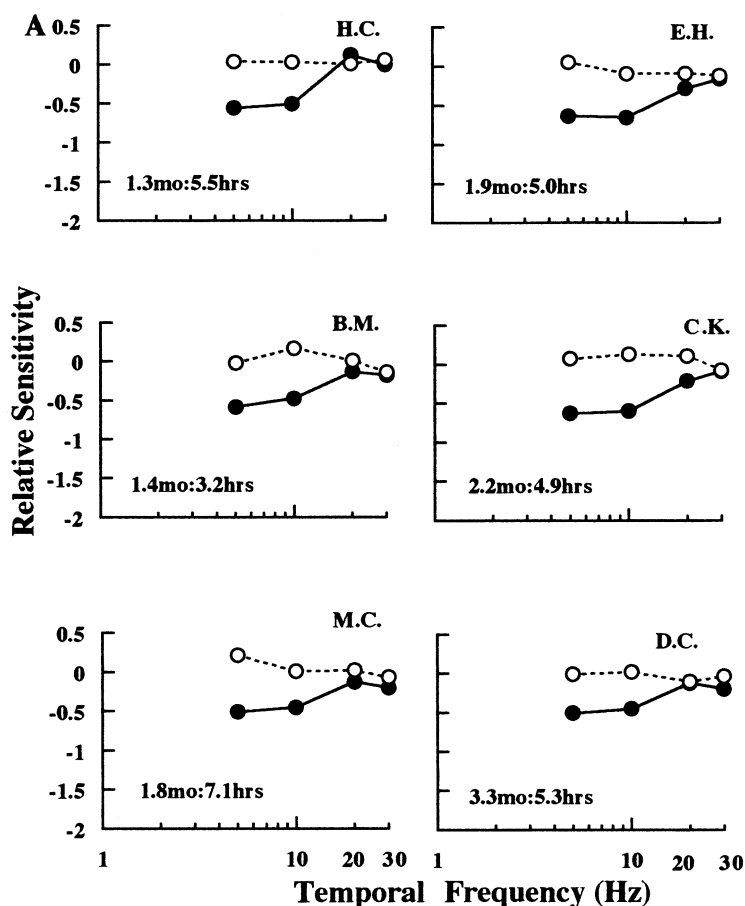 A
H.C.
0.5
0
-0.5
-1
-1.5
-2
1.3mo:5.5hrs
E.H.
1.9mo:5.0hrs
Relative Sensitivity
B.M.
0.5
0
-0.5
-1
-1.5
-2
1.4mo:3.2hrs
C.K.
2.2mo:4.9hrs
M.C.
0.5
0
-0.5
-1
-1.5
-2
1.8mo:7.1hrs
1 10 20 30
D.C.
3.3mo:5.3hrs
1 10 20 30
Temporal Frequency (Hz)